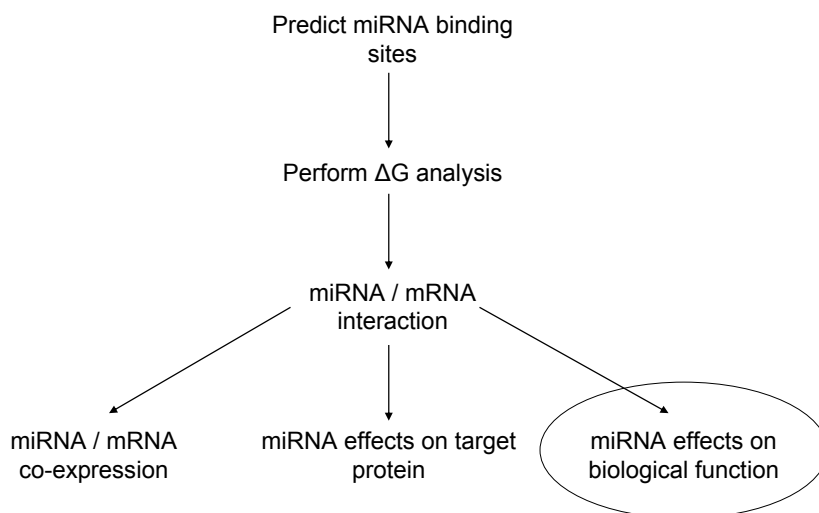 Predict miRNA binding
sites
Perform ΔG analysis
miRNA / mRNA
interaction
miRNA / mRNA
co-expression
miRNA effects on target
protein
miRNA effects on
biological function